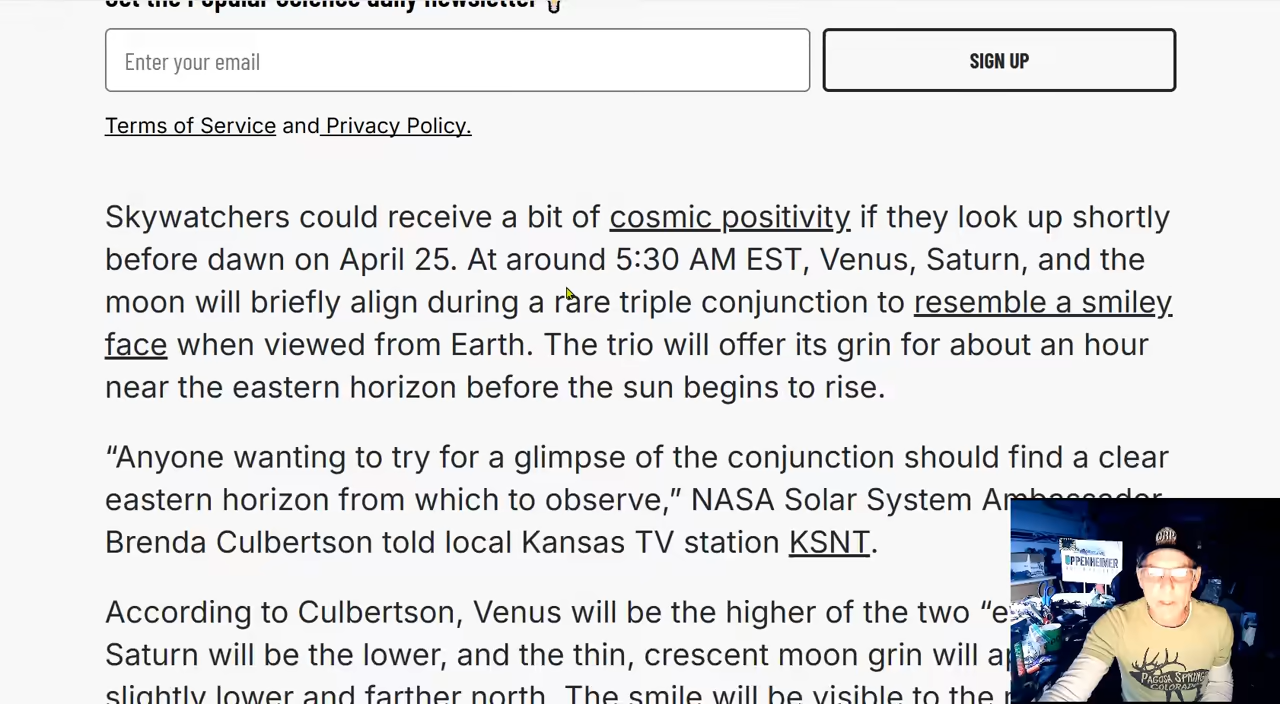 Get the Popular Science daily newsletter
Enter your email
SIGN UP
Terms of Service and Privacy Policy.
Skywatchers could receive a bit of cosmic positivity if they look up shortly
before dawn on April 25. At around 5:30 AM EST, Venus, Saturn, and the
moon will briefly align during a rare triple conjunction to resemble a smiley
face when viewed from Earth. The trio will offer its grin for about an hour
near the eastern horizon before the sun begins to rise.
“Anyone wanting to try for a glimpse of the conjunction should find a clear
eastern horizon from which to observe,” NASA Solar System Ambassador
Brenda Culbertson told local Kansas TV station KSNT.
According to Culbertson, Venus will be the higher of the two “e
Saturn will be the lower, and the thin, crescent moon grin will
slightly lower and farther north. The smile will be visible to the
OPPENHEIMER
PAGOSA SPRINGS
COLORADO